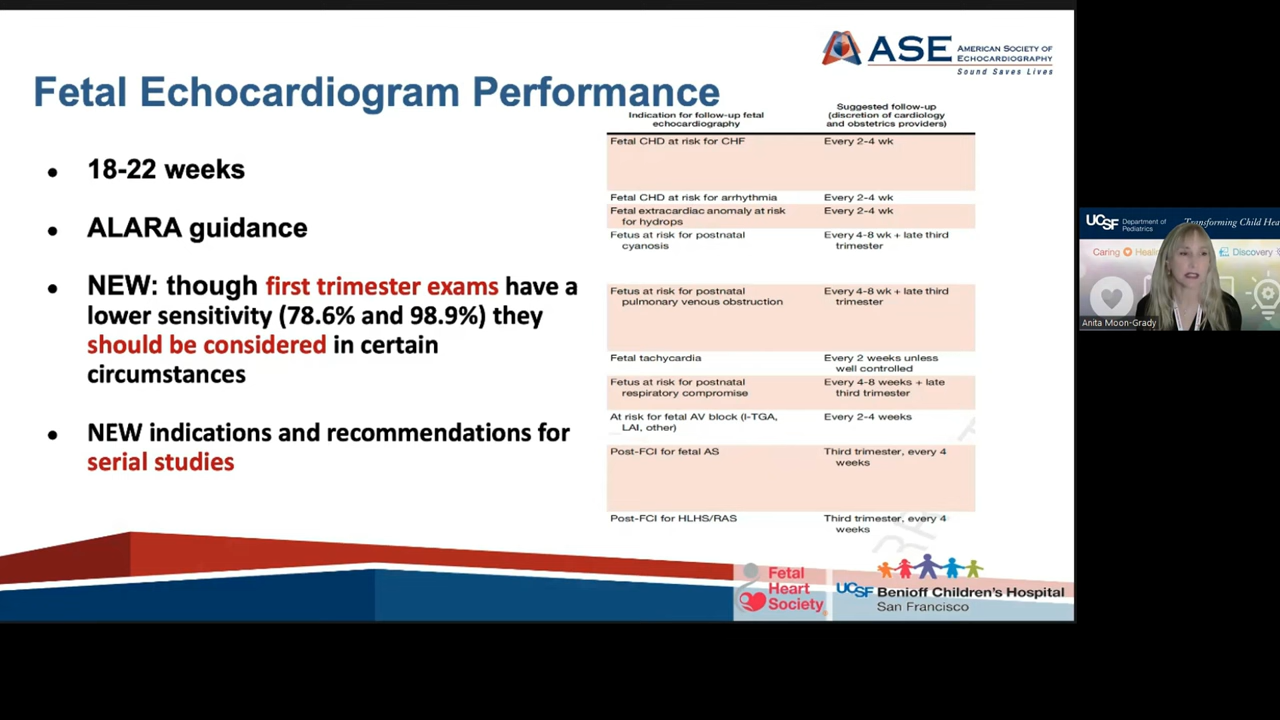 ASE AMERICAN SOCIETY OF
ECHOCARDIOGRAPHY
Sound Saves Lives
Fetal Echocardiogram Performance
• 18-22 weeks
• ALARA guidance
• NEW: though first trimester exams have a
lower sensitivity (78.6% and 98.9%) they
should be considered in certain
circumstances
• NEW indications and recommendations for
serial studies
Indication for follow-up fetal
echocardiography
Suggested follow-up
(discretion of cardiology
and obstetrics providers)
Fetal CHD at risk for CHF Every 2-4 wk
Fetal CHD at risk for arrhythmia Every 2-4 wk
Fetal extracardiac anomaly at risk
for hydrops
Every 2-4 wk
Fetus at risk for postnatal
cyanosis
Every 4-8 wk + late third
trimester
Fetus at risk for postnatal
pulmonary venous obstruction
Every 4-8 wk + late third
trimester
Fetal tachycardia
Every 2 weeks unless
well controlled
Fetus at risk for postnatal
respiratory compromise
Every 4-8 weeks + late
third trimester
At risk for fetal AV block (l-TGA,
LAI, other)
Every 2-4 weeks
Post-FCI for fetal AS
Third trimester, every 4
weeks
Post-FCI for HLHS/RAS
Third trimester, every 4
weeks
Fetal
Heart
Society
UCSF Benioff Children's Hospital
San Francisco
UCSF Department of
Pediatrics
Transforming Child Hea
Caring Healin Discovery
Anita Moon-Grady